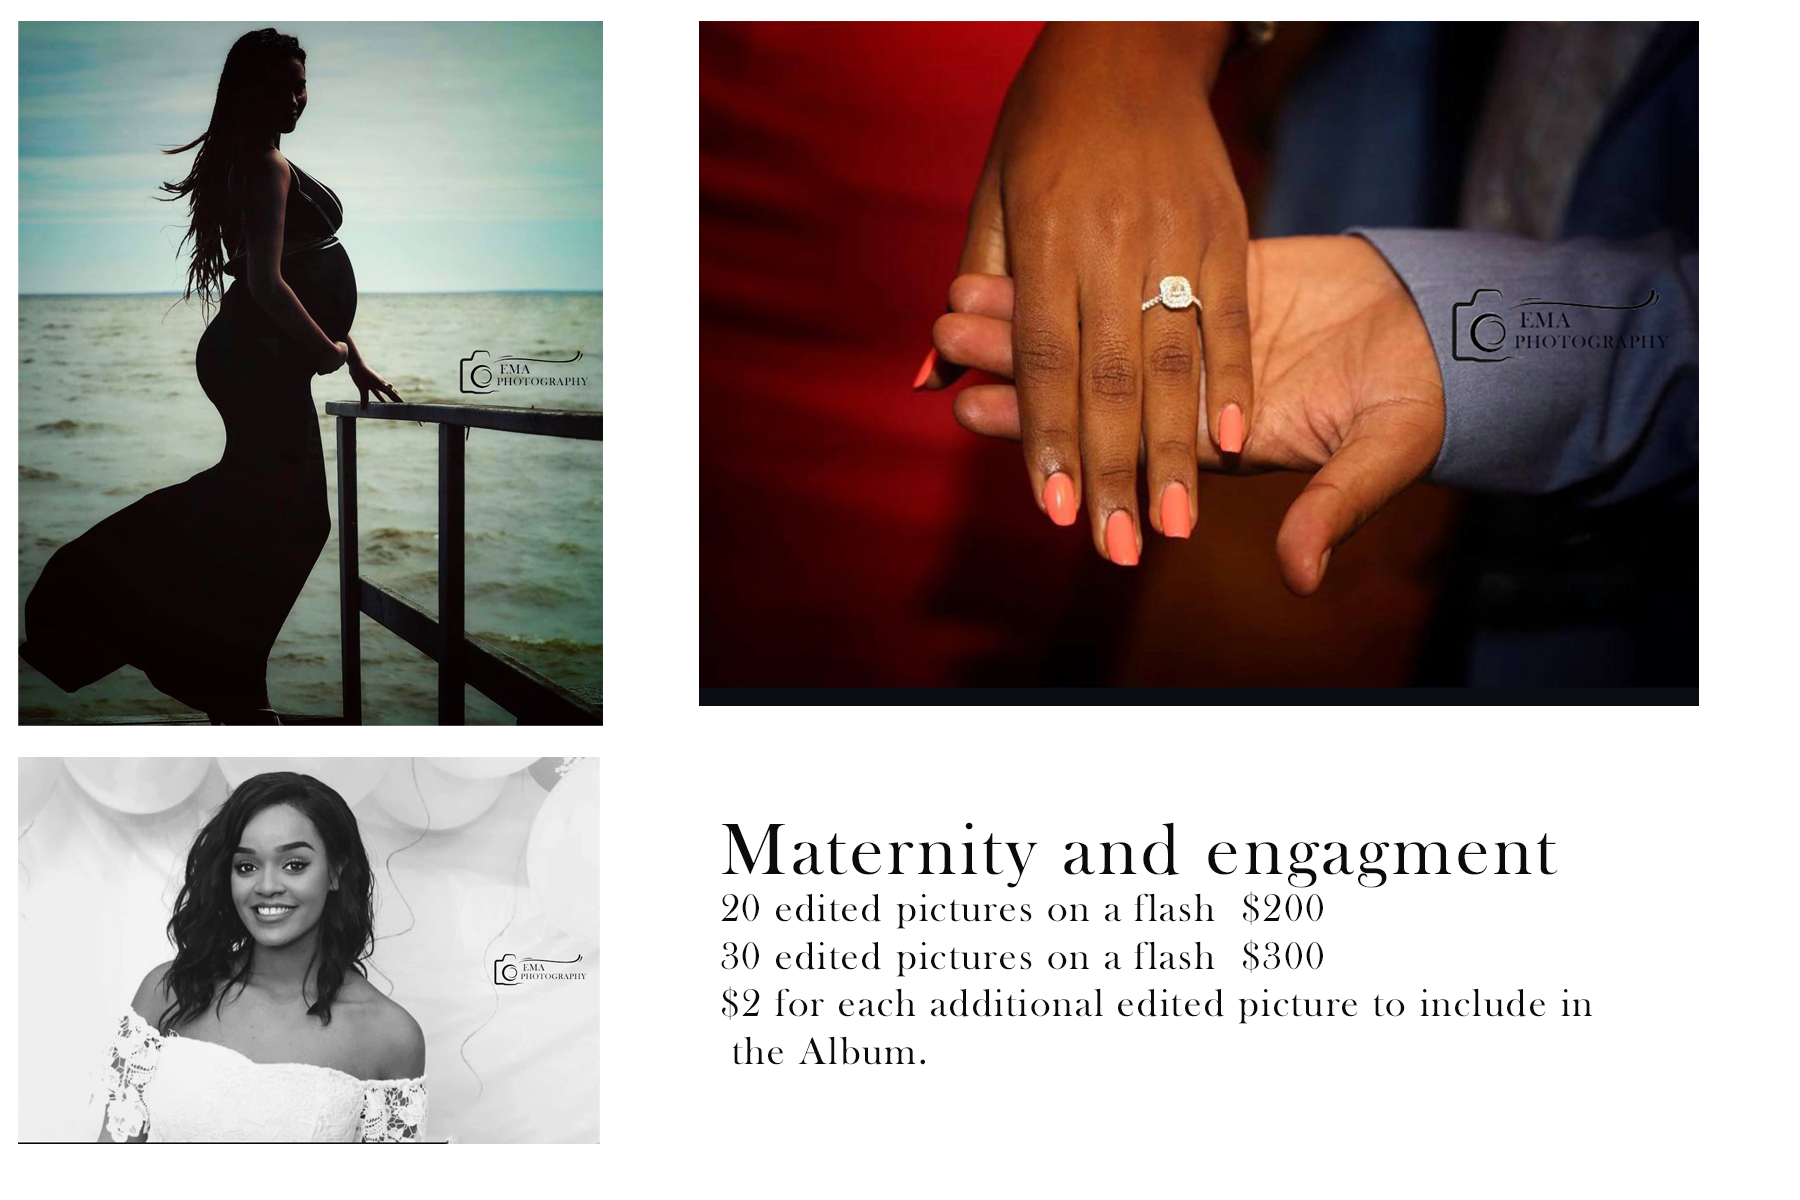 EMA
PHOTOGRAPHY
EMA
PHOTOGRAPHY
EMA
PHOTOGRAPHY
Maternity and engagment
20 edited pictures on a flash $200
30 edited pictures on a flash $300
$2 for each additional edited picture to include in
the Album.